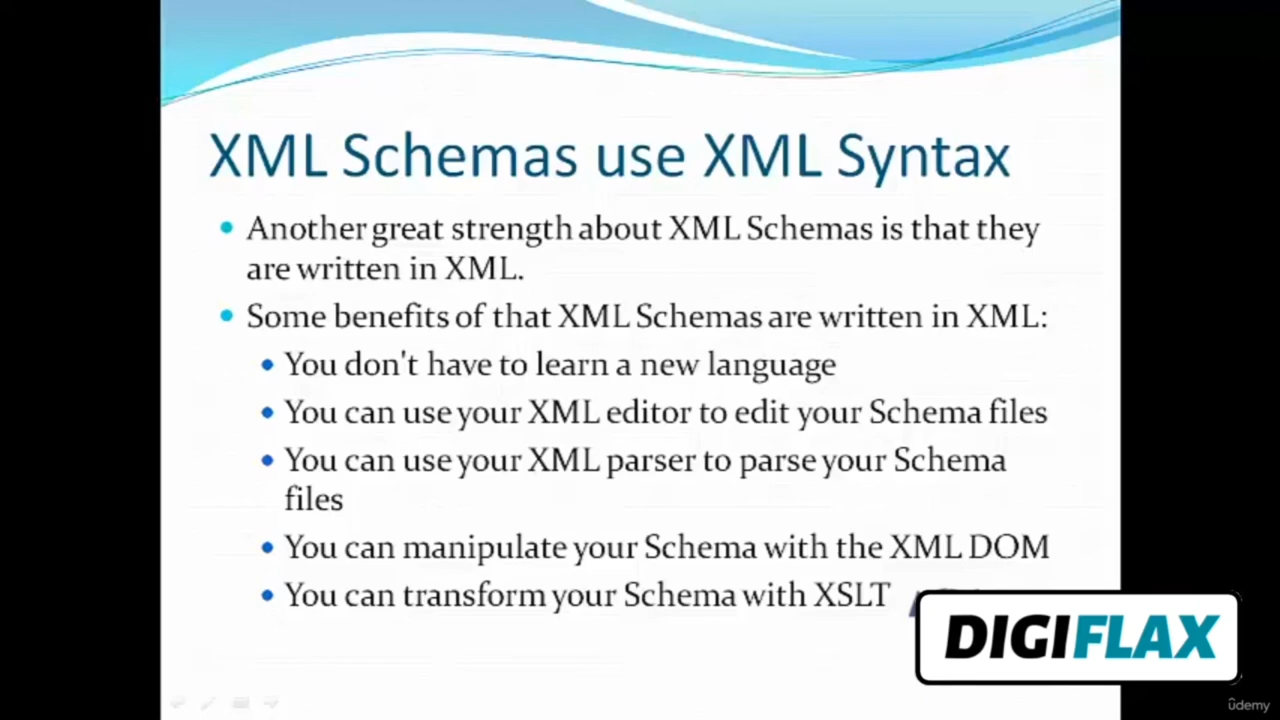 XML Schemas use XML Syntax
Another great strength about XML Schemas is that they
are written in XML.
Some benefits of that XML Schemas are written in XML:
You don't have to learn a new language
You can use your XML editor to edit your Schema files
You can use your XML parser to parse your Schema
files
You can manipulate your Schema with the XML DOM
You can transform your Schema with XSLT
DIGIFLAX
ûdemy